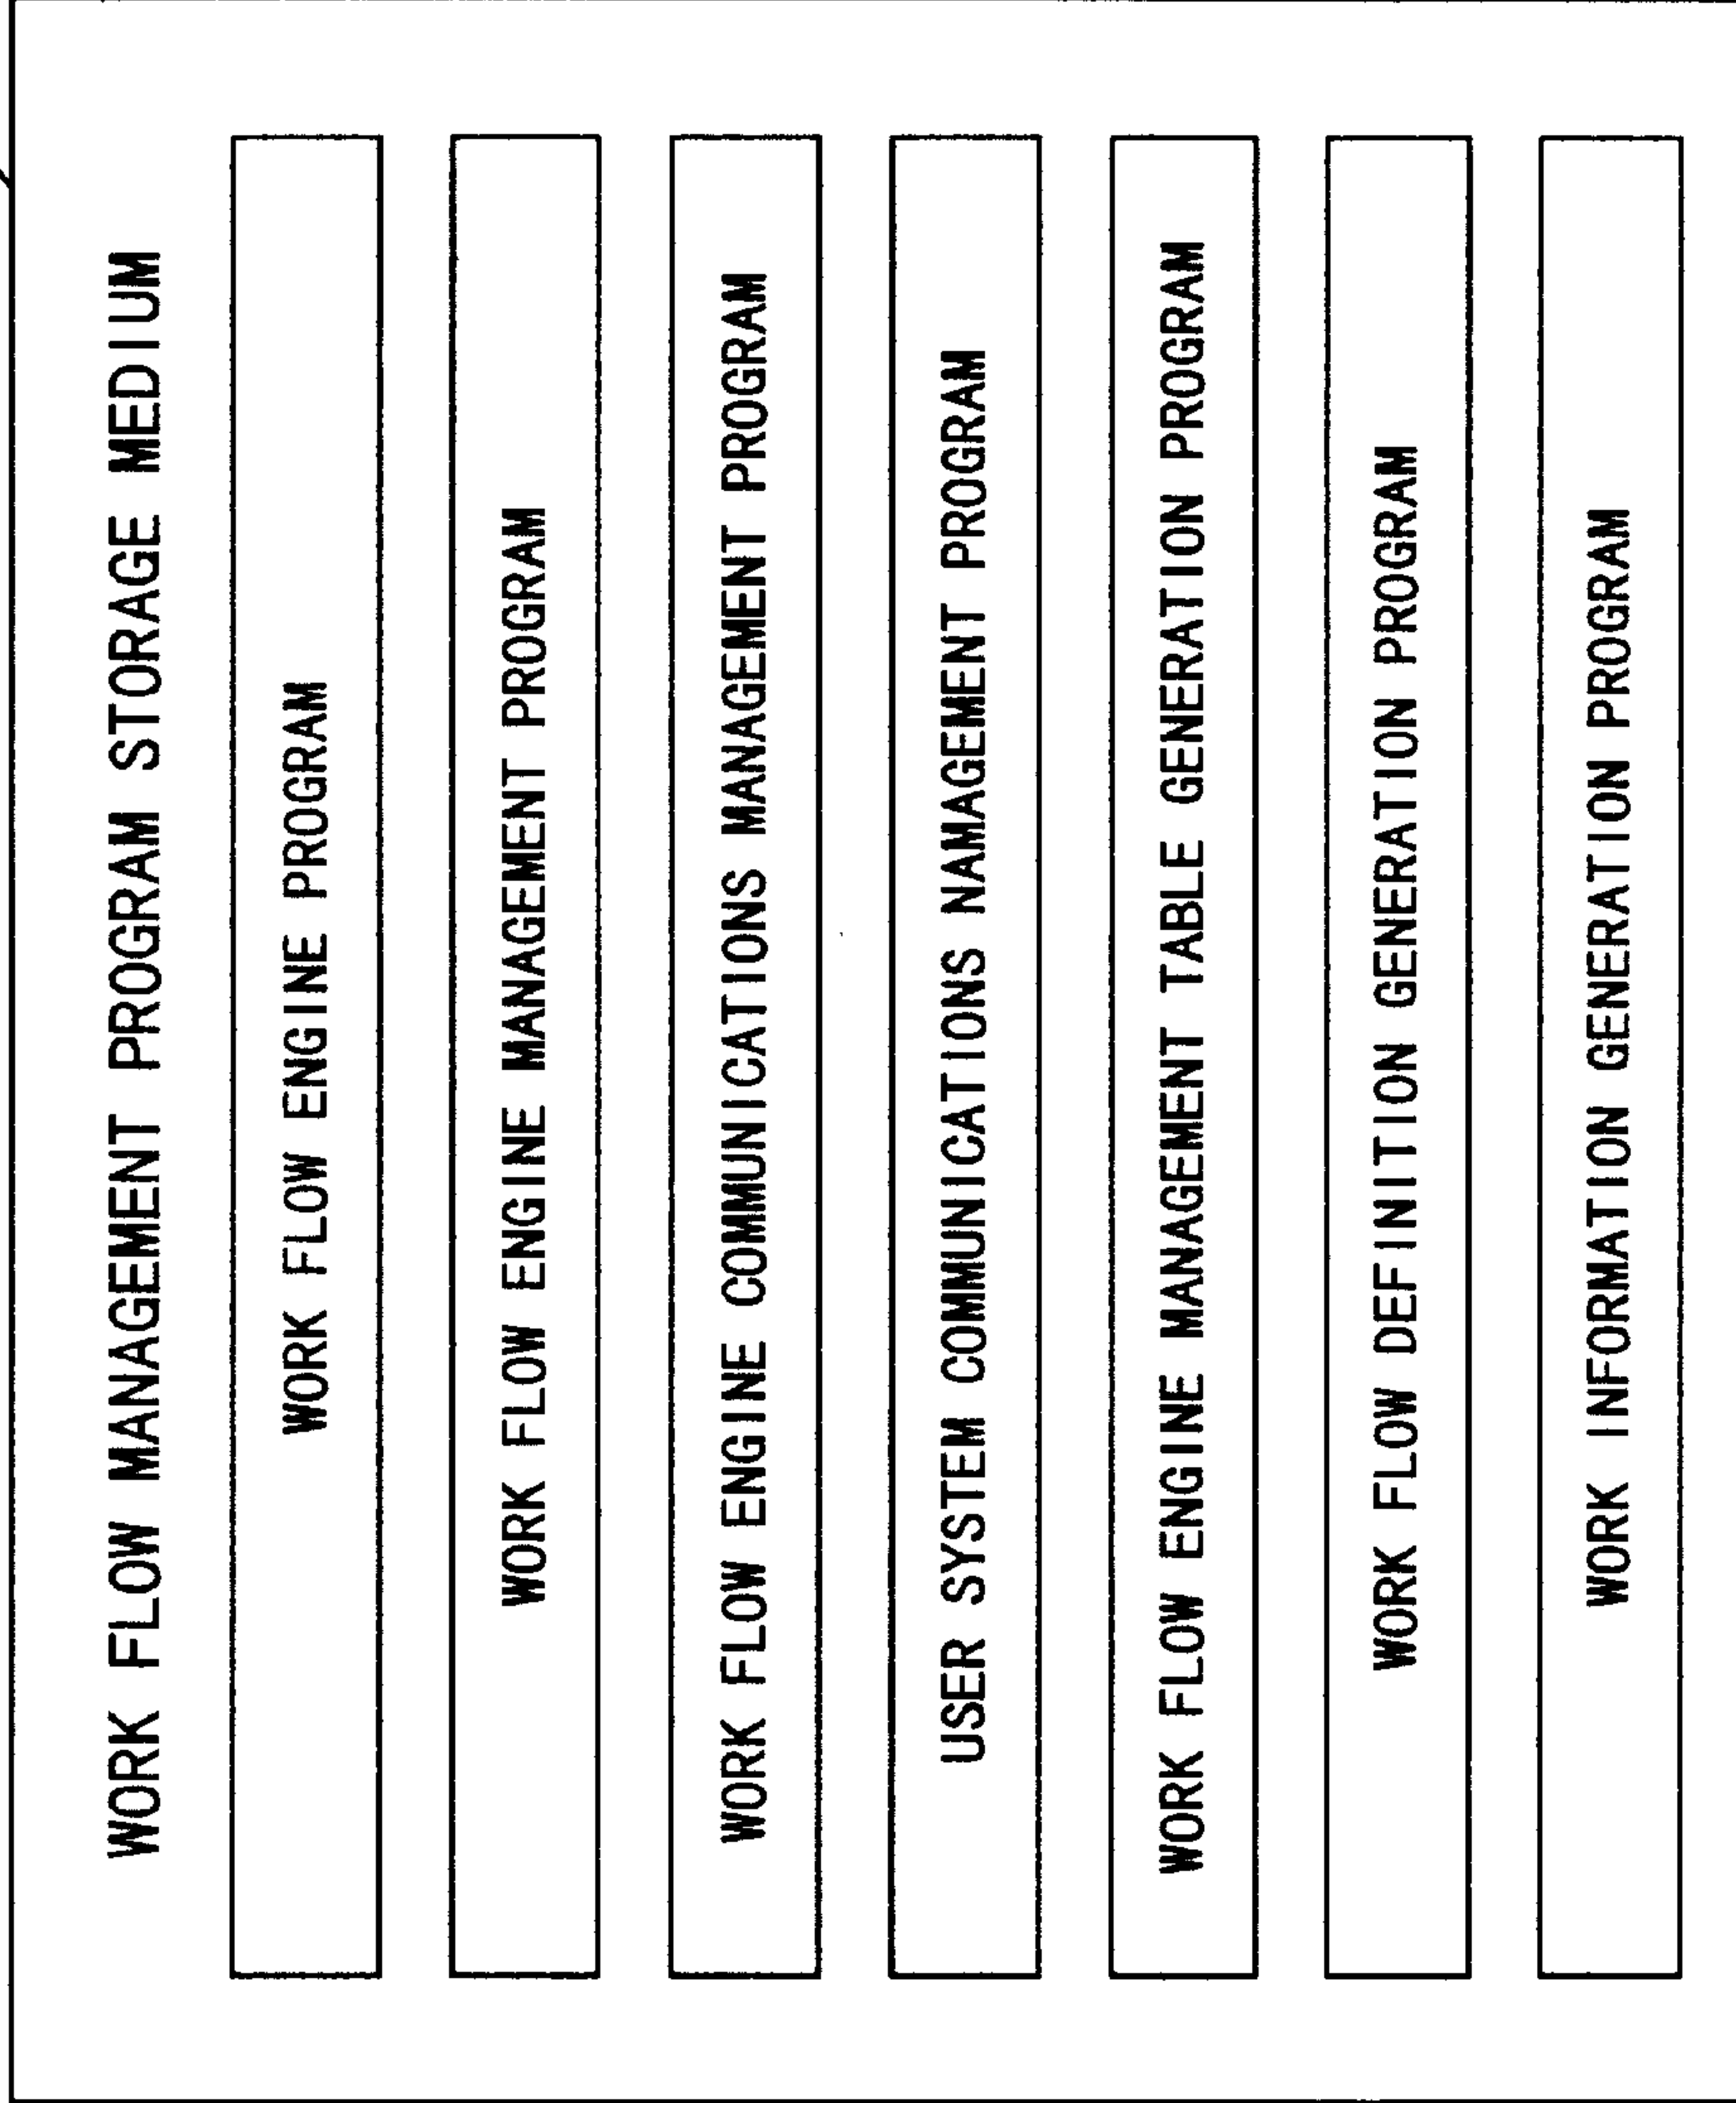 WORK FLOW MANAGEMENT PROGRAM STORAGE MEDIUM
WORK FLOW ENGINE PROGRAM
WORK FLOW ENGINE MANAGEMENT PROGRAM
WORK FLOW ENGINE COMMUNICATIONS MANAGEMENT PROGRAM
USER SYSTEM COMMUNICATIONS NAMAGEMENT PROGRAM
WORK FLOW ENGINE MANAGEMENT TABLE GENERATION PROGRAM
WORK FLOW DEFINITION GENERATION PROGRAM
WORK INFORMATION GENERATION PROGRAM